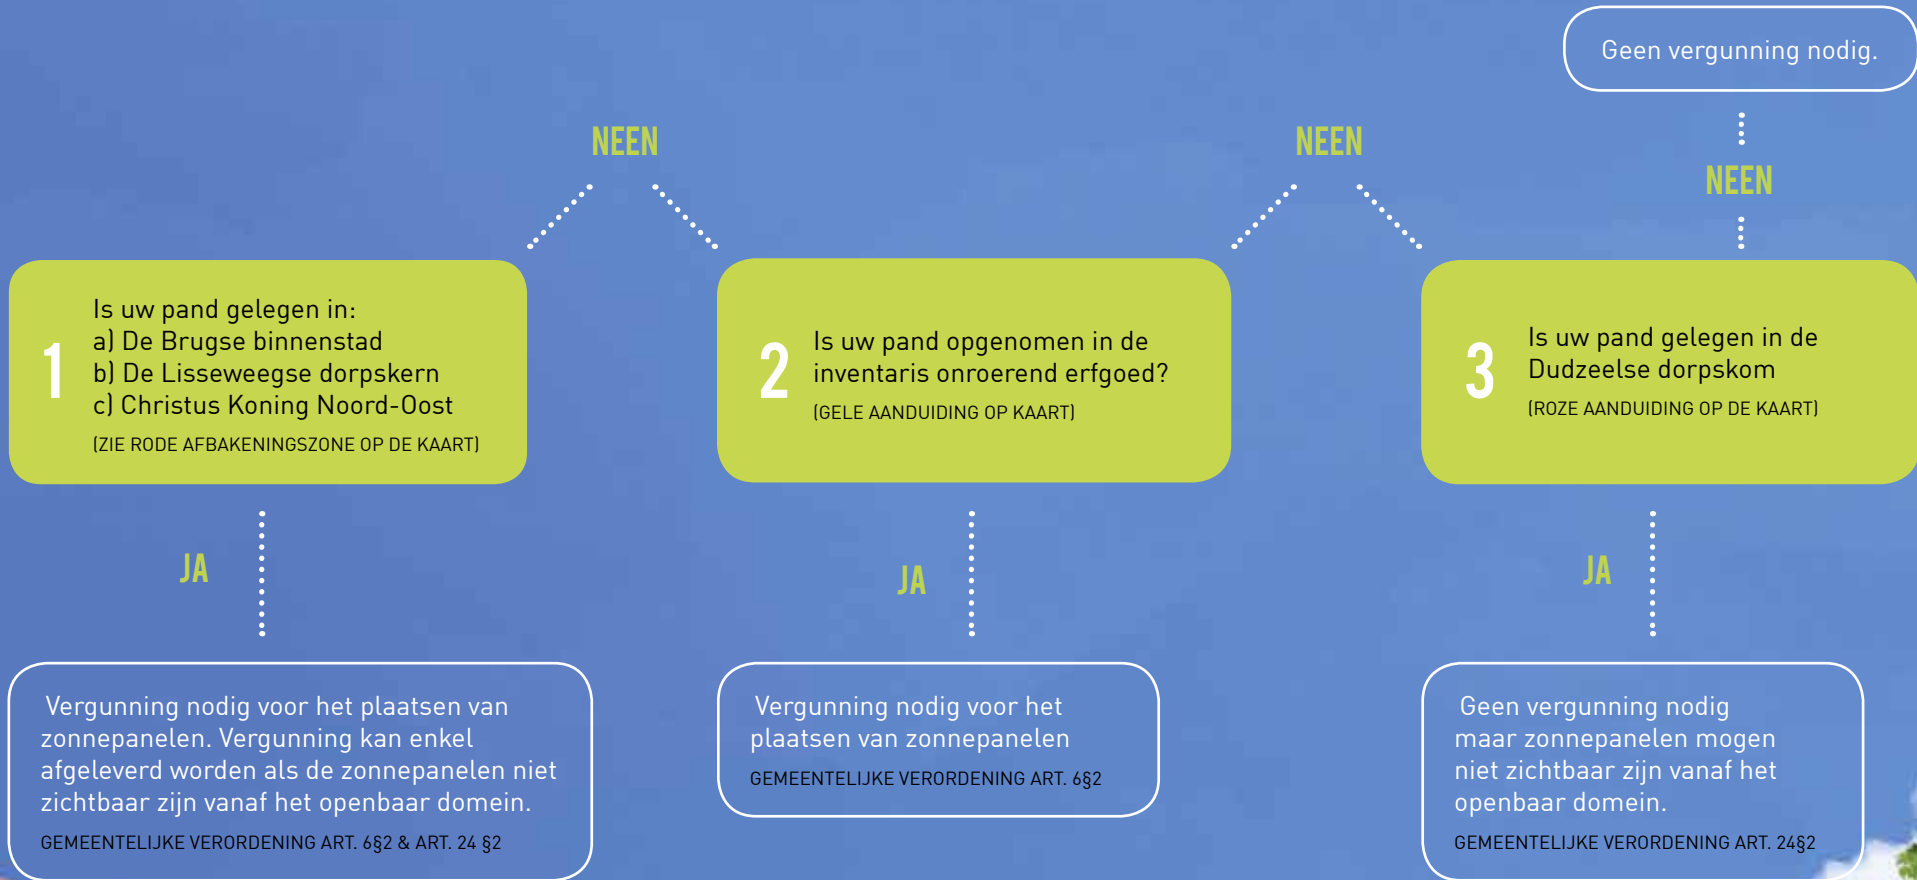 Geen vergunning nodig.
NEEN
NEEN
NEEN
1
Is uw pand gelegen in:
a) De Brugse binnenstad
b) De Lisseweegse dorpskern
c) Christus Koning Noord-Oost
(ZIE RODE AFBAKENINGSZONE OP DE KAART)
2
Is uw pand opgenomen in de
inventaris onroerend erfgoed?
(GELE AANDUIDING OP KAART)
3
Is uw pand gelegen in de
Dudzeelse dorpskom
(ROZE AANDUIDING OP DE KAART)
JA
JA
JA
Vergunning nodig voor het plaatsen van
zonnepanelen. Vergunning kan enkel
afgeleverd worden als de zonnepanelen niet
zichtbaar zijn vanaf het openbaar domein.
GEMEENTELIJKE VERORDENING ART. 6§2 & ART. 24 §2
Vergunning nodig voor het
plaatsen van zonnepanelen
GEMEENTELIJKE VERORDENING ART. 6§2
Geen vergunning nodig
maar zonnepanelen mogen
niet zichtbaar zijn vanaf het
openbaar domein.
GEMEENTELIJKE VERORDENING ART. 24§2